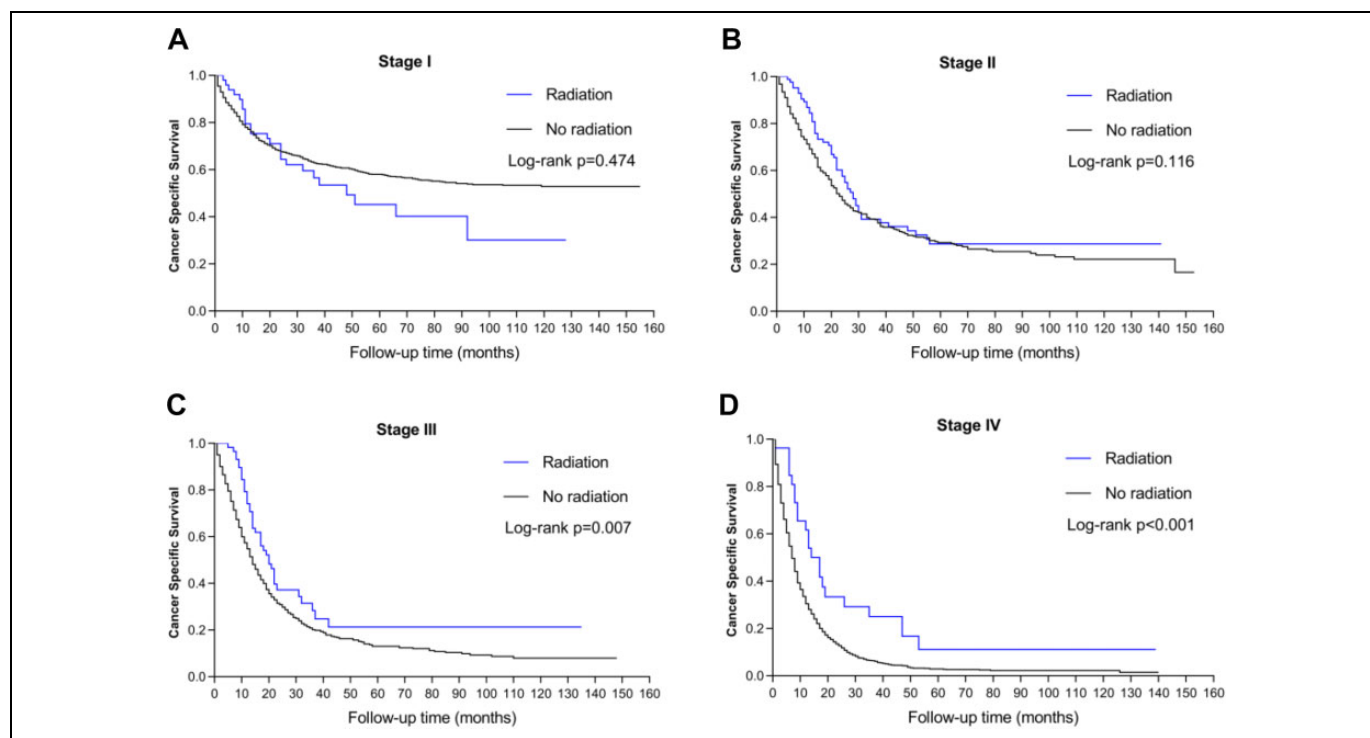 A
Stage I
Radiation
No radiation
Log-rank p=0.474
Cancer Specific Survival
1.0
0.8
0.6
0.4
0.2
0.0
0 10 20 30 40 50 60 70 80 90 100 110 120 130 140 150 160
Follow-up time (months)
B
Stage II
Radiation
No radiation
Log-rank p=0.116
Cancer Specific Survival
1.0
0.8
0.6
0.4
0.2
0.0
0 10 20 30 40 50 60 70 80 90 100 110 120 130 140 150 160
Follow-up time (months)
C
Stage III
Radiation
No radiation
Log-rank p=0.007
Cancer Specific Survival
1.0
0.8
0.6
0.4
0.2
0.0
0 10 20 30 40 50 60 70 80 90 100 110 120 130 140 150 160
Follow-up time (months)
D
Stage IV
Radiation
No radiation
Log-rank p<0.001
Cancer Specific Survival
1.0
0.8
0.6
0.4
0.2
0.0
0 10 20 30 40 50 60 70 80 90 100 110 120 130 140 150 160
Follow-up time (months)